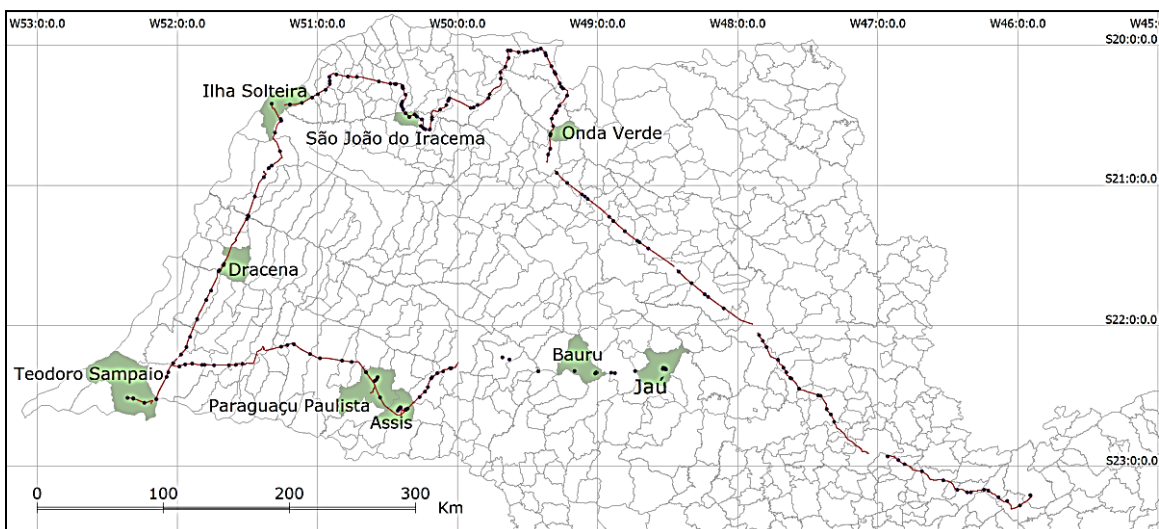 W53:0:0.0 W52:0:0.0 W51:0:0.0 W50:0:0.0 W49:0:0.0 W48:0:0.0 W47:0:0.0 W46:0:0.0 W45:0
S20:0:0.0
Ilha Solteira
São João do Iracema
Onda Verde
S21:0:0.0
Dracena
S22:0:0.0
Bauru
Teodoro Sampaio
Jaú
Paraguaçu Paulista
Assis
S23:0:0.0
0 90 200 300 Km